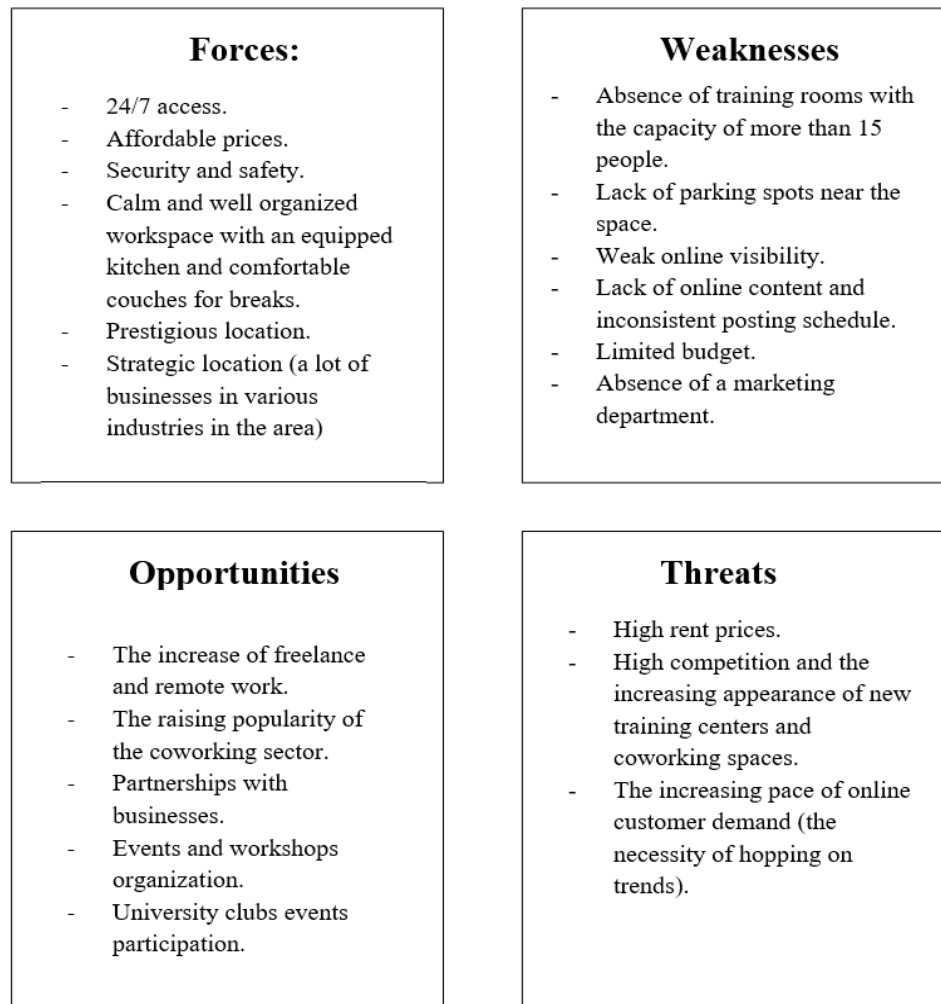 Forces:
- 24/7 access.
- Affordable prices.
- Security and safety.
- Calm and well organized
workspace with an equipped
kitchen and comfortable
couches for breaks.
- Prestigious location.
- Strategic location (a lot of
businesses in various
industries in the area)
Weaknesses
- Absence of training rooms with
the capacity of more than 15
people.
- Lack of parking spots near the
space.
- Weak online visibility.
- Lack of online content and
inconsistent posting schedule.
- Limited budget.
- Absence of a marketing
department.
Opportunities
- The increase of freelance
and remote work.
- The raising popularity of
the coworking sector.
- Partnerships with
businesses.
- Events and workshops
organization.
- University clubs events
participation.
Threats
- High rent prices.
- High competition and the
increasing appearance of new
training centers and
coworking spaces.
- The increasing pace of online
customer demand (the
necessity of hopping on
trends).